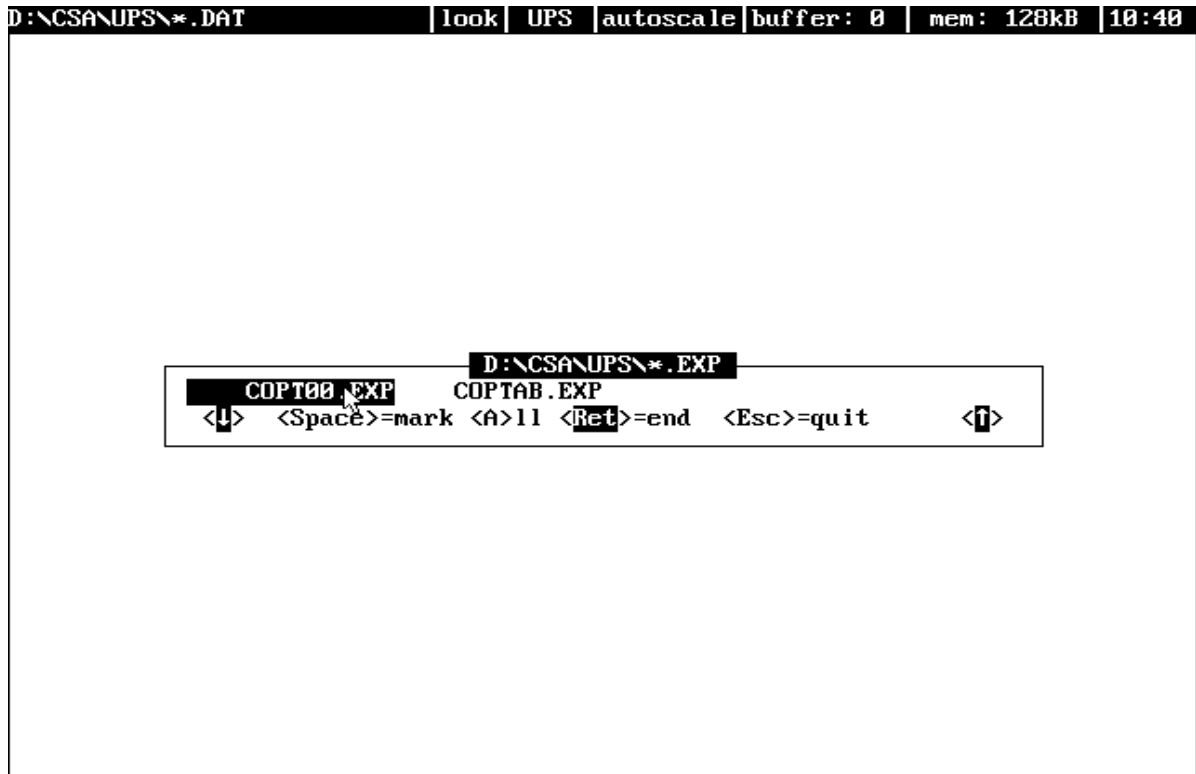 D:\CSA\UPS\*.DAT |look| UPS |autoscale|buffer: 0 | mem: 128kB |10:40
D:\CSA\UPS\*.EXP
COPT00.EXP COPTAB.EXP
<↓> <Space>=mark <A>ll <Ret>=end <Esc>=quit <↑>